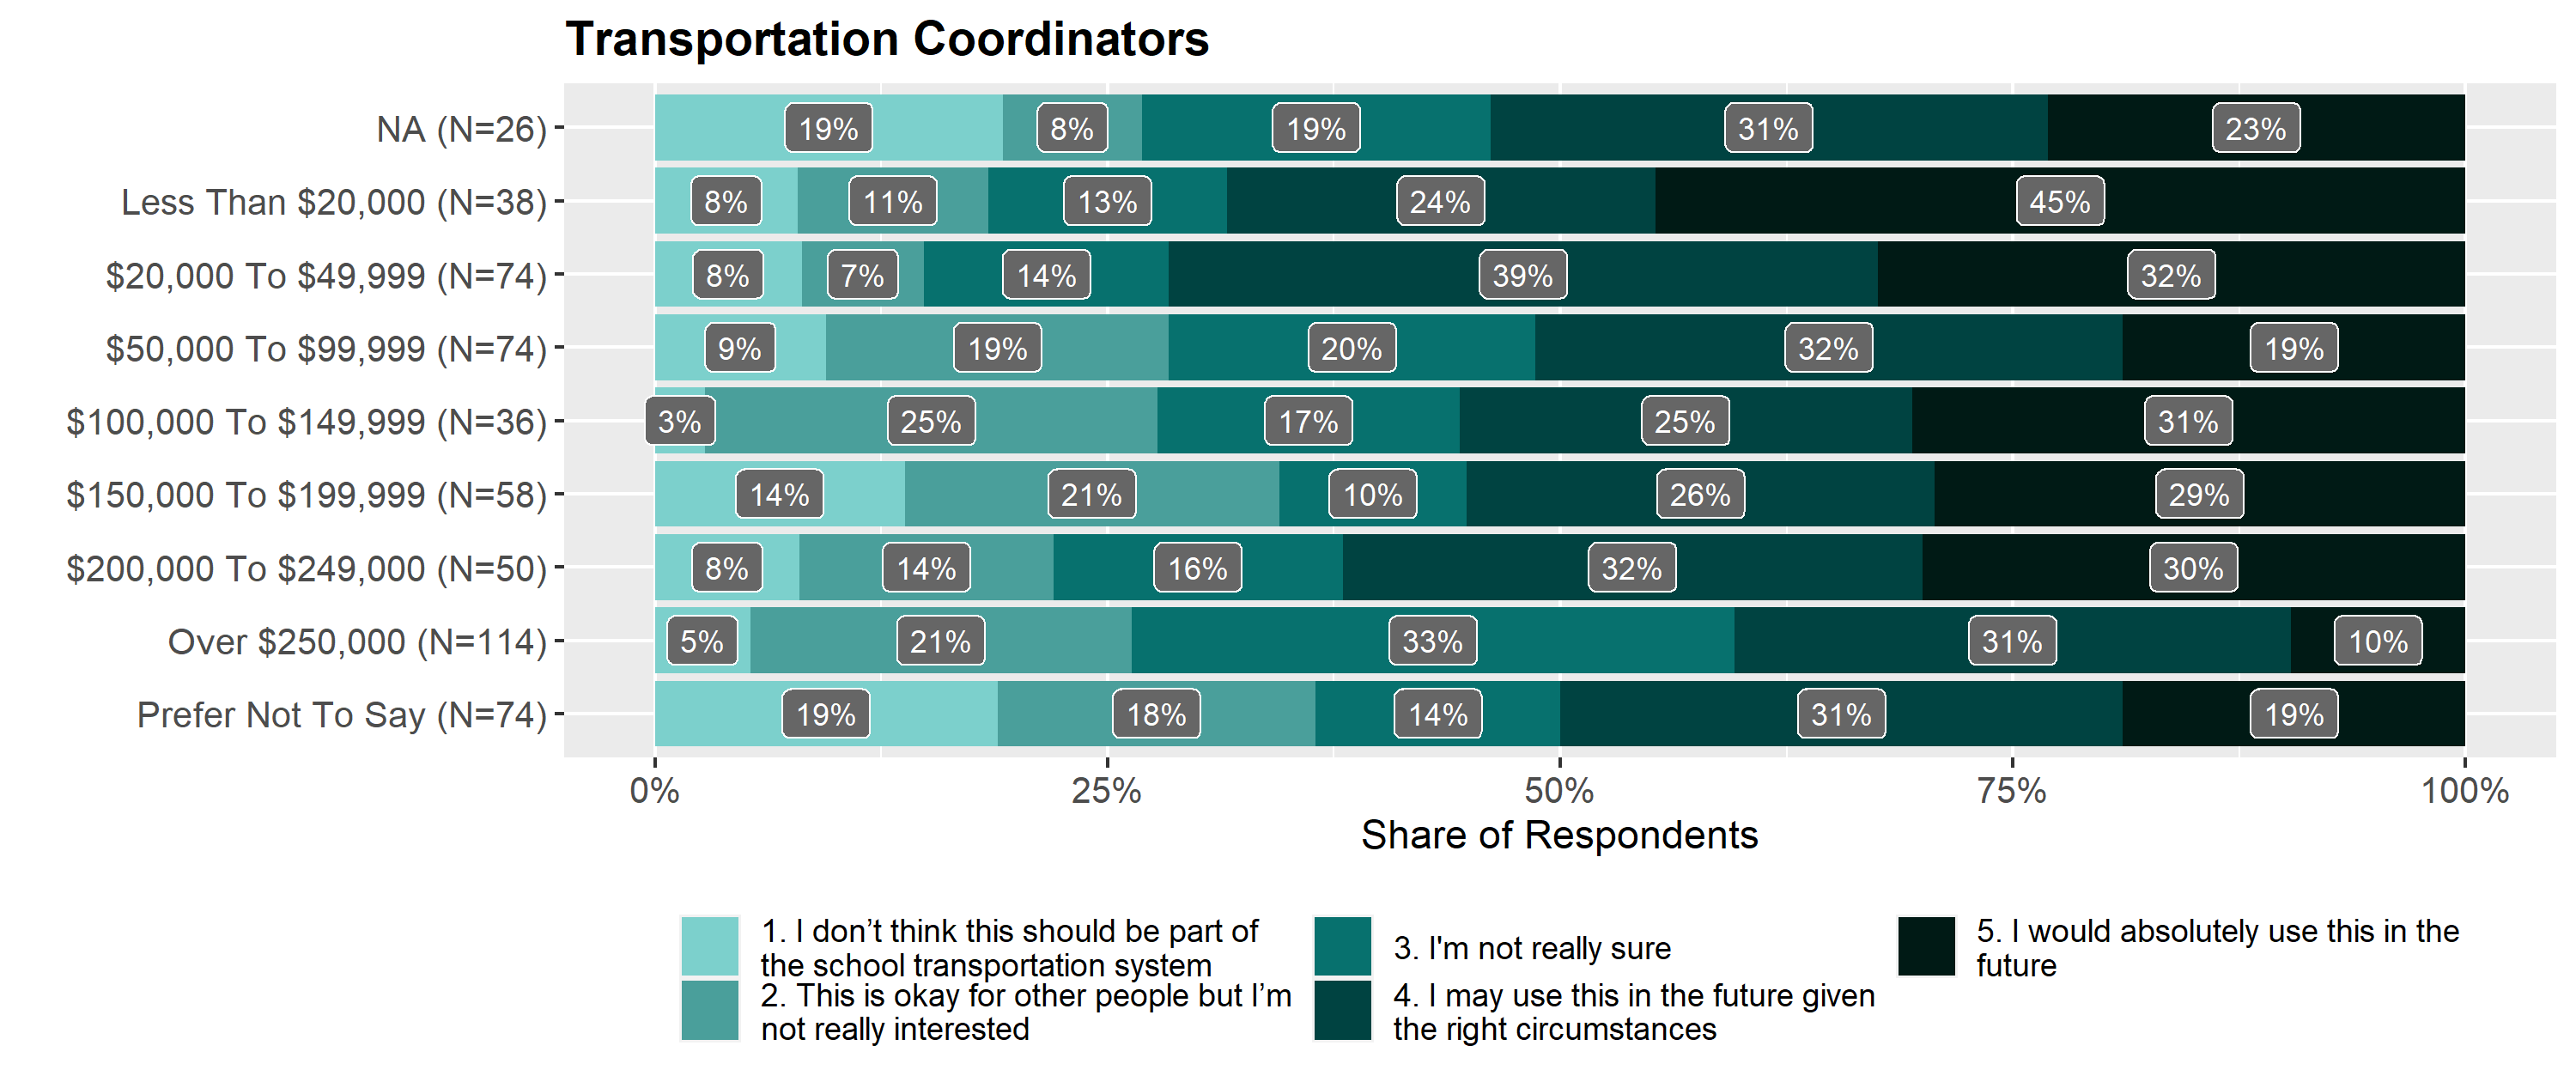 Transportation Coordinators
NA (N=26) 19% 8% 19% 31% 23%
Less Than $20,000 (N=38) 8% 11% 13% 24% 45%
$20,000 To $49,999 (N=74) 8% 7% 14% 39% 32%
$50,000 To $99,999 (N=74) 9% 19% 20% 32% 19%
$100,000 To $149,999 (N=36) 3% 25% 17% 25% 31%
$150,000 To $199,999 (N=58) 14% 21% 10% 26% 29%
$200,000 To $249,000 (N=50) 8% 14% 16% 32% 30%
Over $250,000 (N=114) 5% 21% 33% 31% 10%
Prefer Not To Say (N=74) 19% 18% 14% 31% 19%
0% 25% 50% 75% 100%
Share of Respondents
1. I don’t think this should be part of
the school transportation system
2. This is okay for other people but I’m
not really interested
3. I'm not really sure
4. I may use this in the future given
the right circumstances
5. I would absolutely use this in the
future